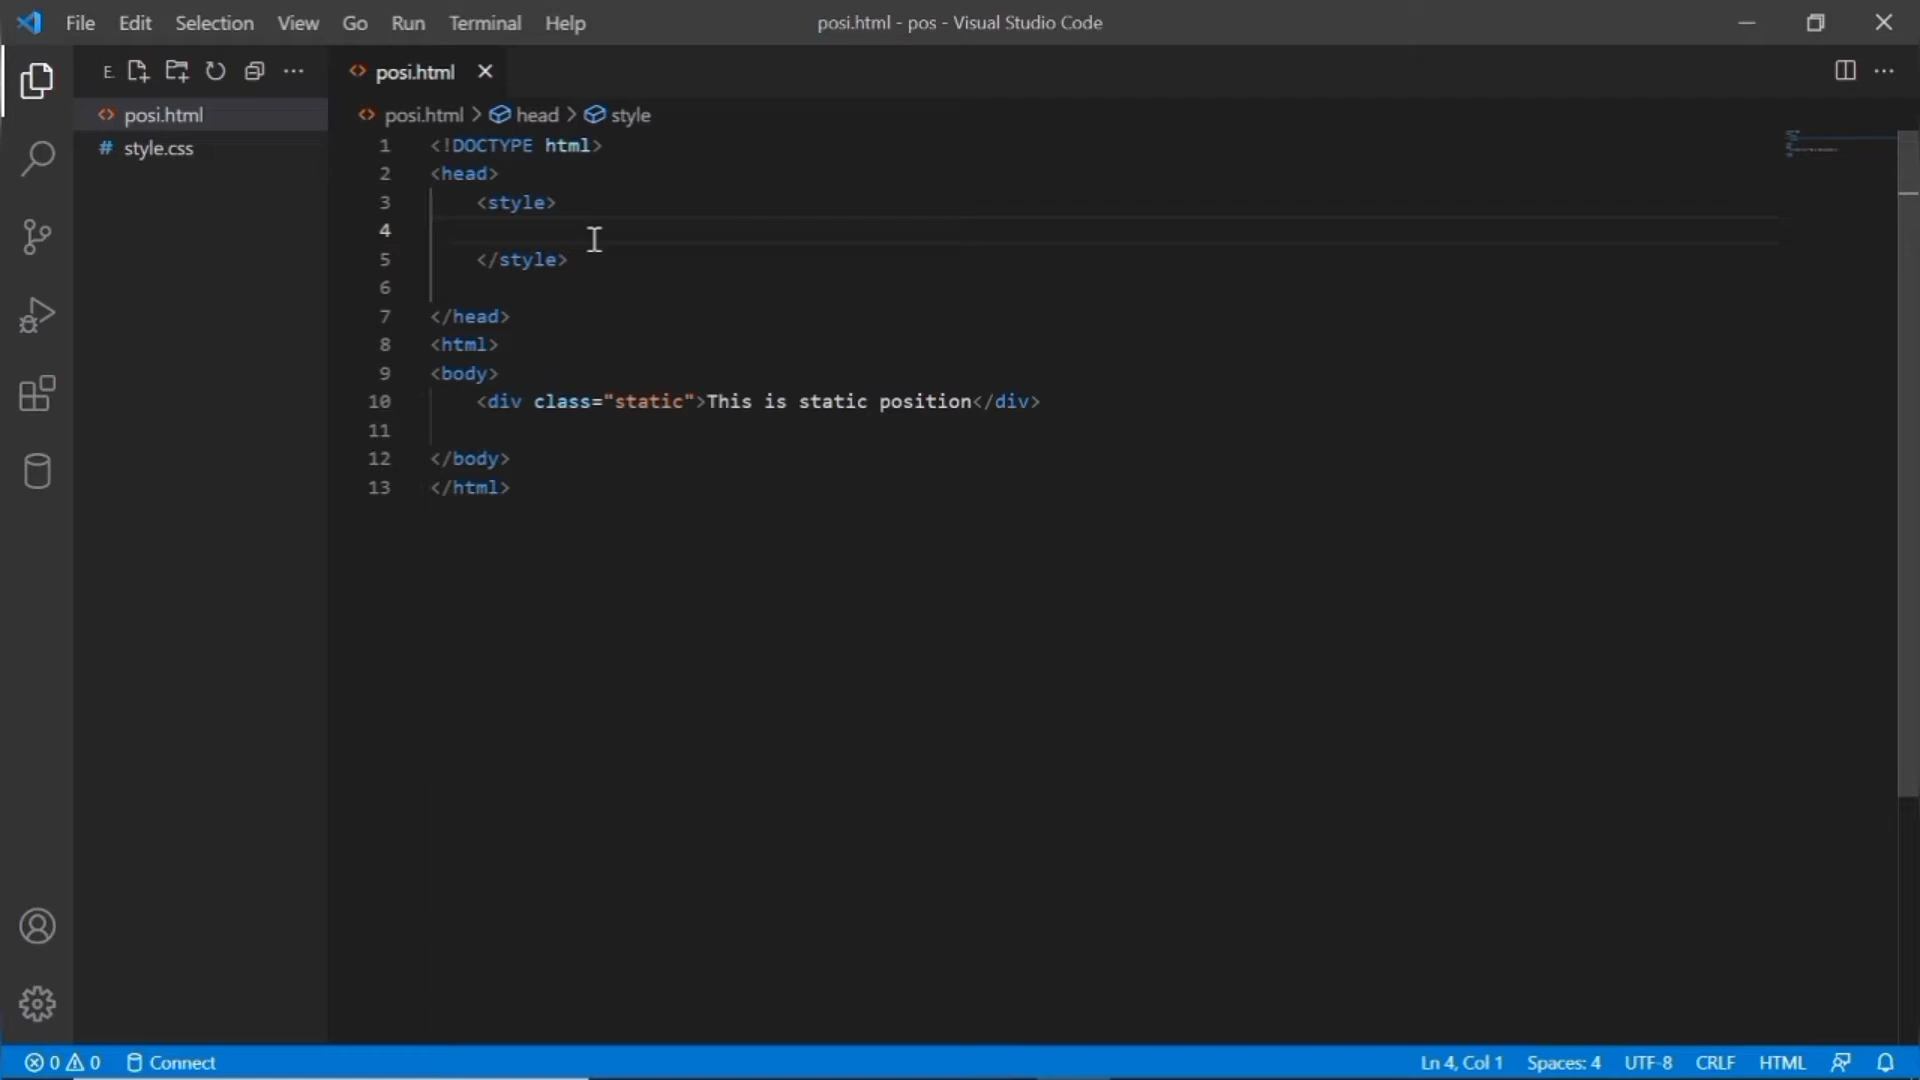 File Edit Selection View Go Run Terminal Help
posi.html - pos - Visual Studio Code
E.
posi.html
style.css
posi.html
posi.html > head > style
1 <!DOCTYPE html>
2 <head>
3 <style>
4
5 </style>
6
7 </head>
8 <html>
9 <body>
10 <div class="static">This is static position</div>
11
12 </body>
13 </html>
0 0 Connect
Ln 4, Col 1 Spaces: 4 UTF-8 CRLF HTML